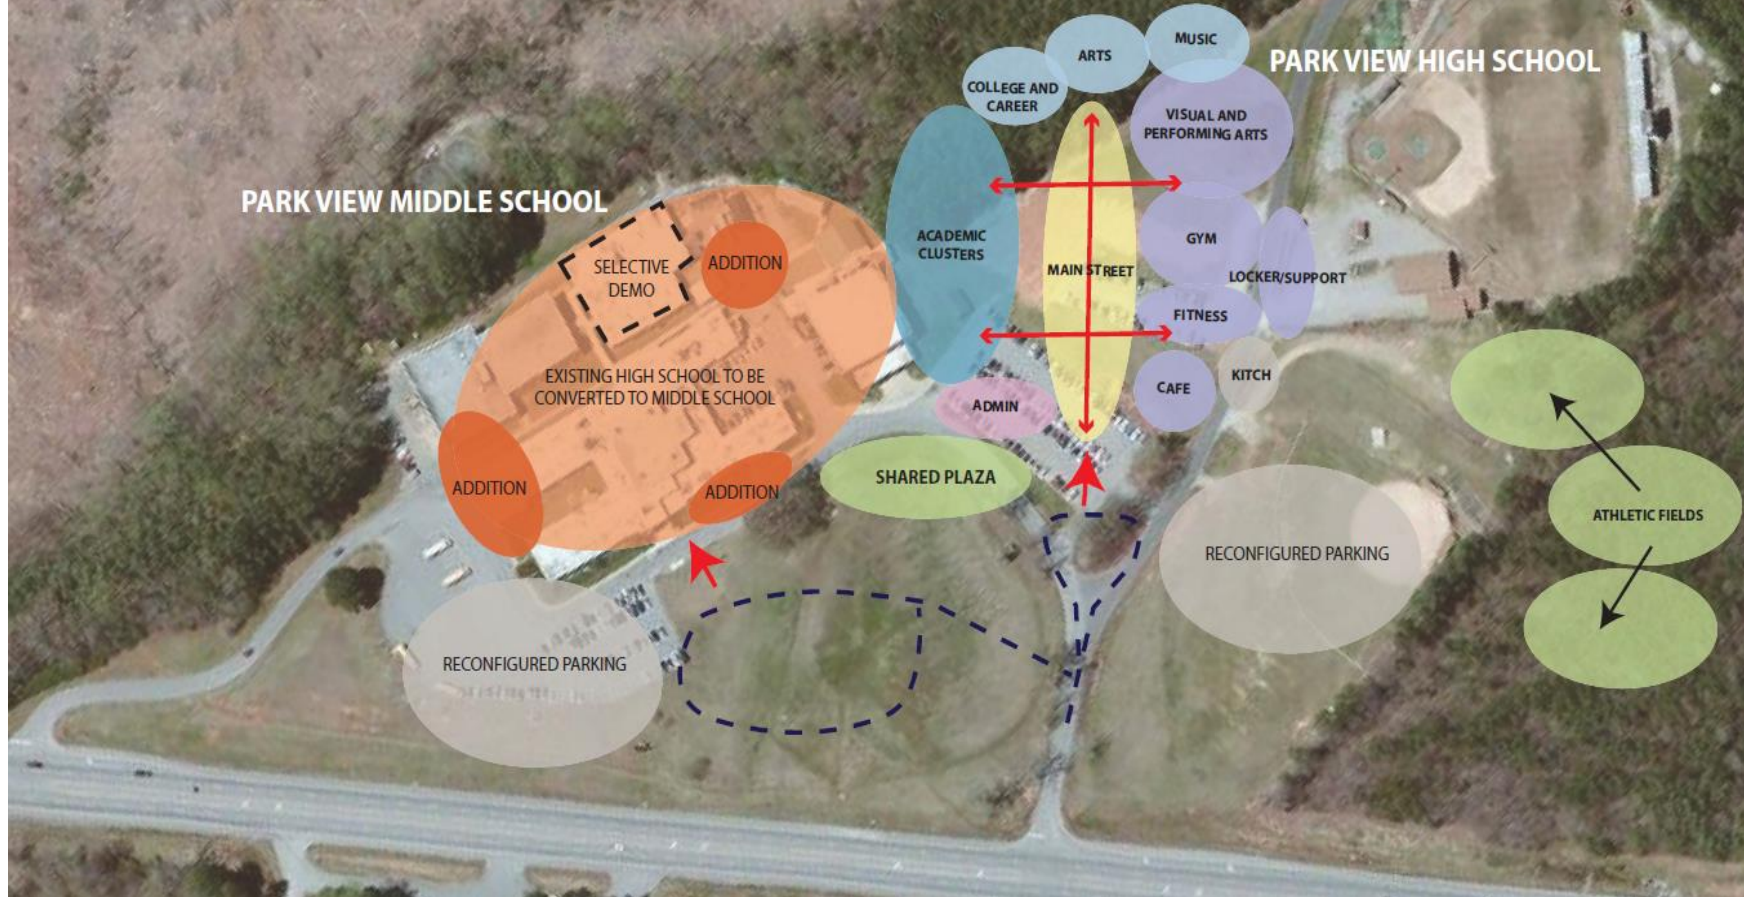 PARK VIEW HIGH SCHOOL
MUSIC
ARTS
COLLEGE AND
CAREER
VISUAL AND
PERFORMING ARTS
PARK VIEW MIDDLE SCHOOL
ACADEMIC
CLUSTERS
MAIN STREET
GYM
LOCKER/SUPPORT
FITNESS
SELECTIVE
DEMO
ADDITION
EXISTING HIGH SCHOOL TO BE
CONVERTED TO MIDDLE SCHOOL
ADMIN
CAFE
KITCH
ADDITION
ADDITION
SHARED PLAZA
ATHLETIC FIELDS
RECONFIGURED PARKING
RECONFIGURED PARKING